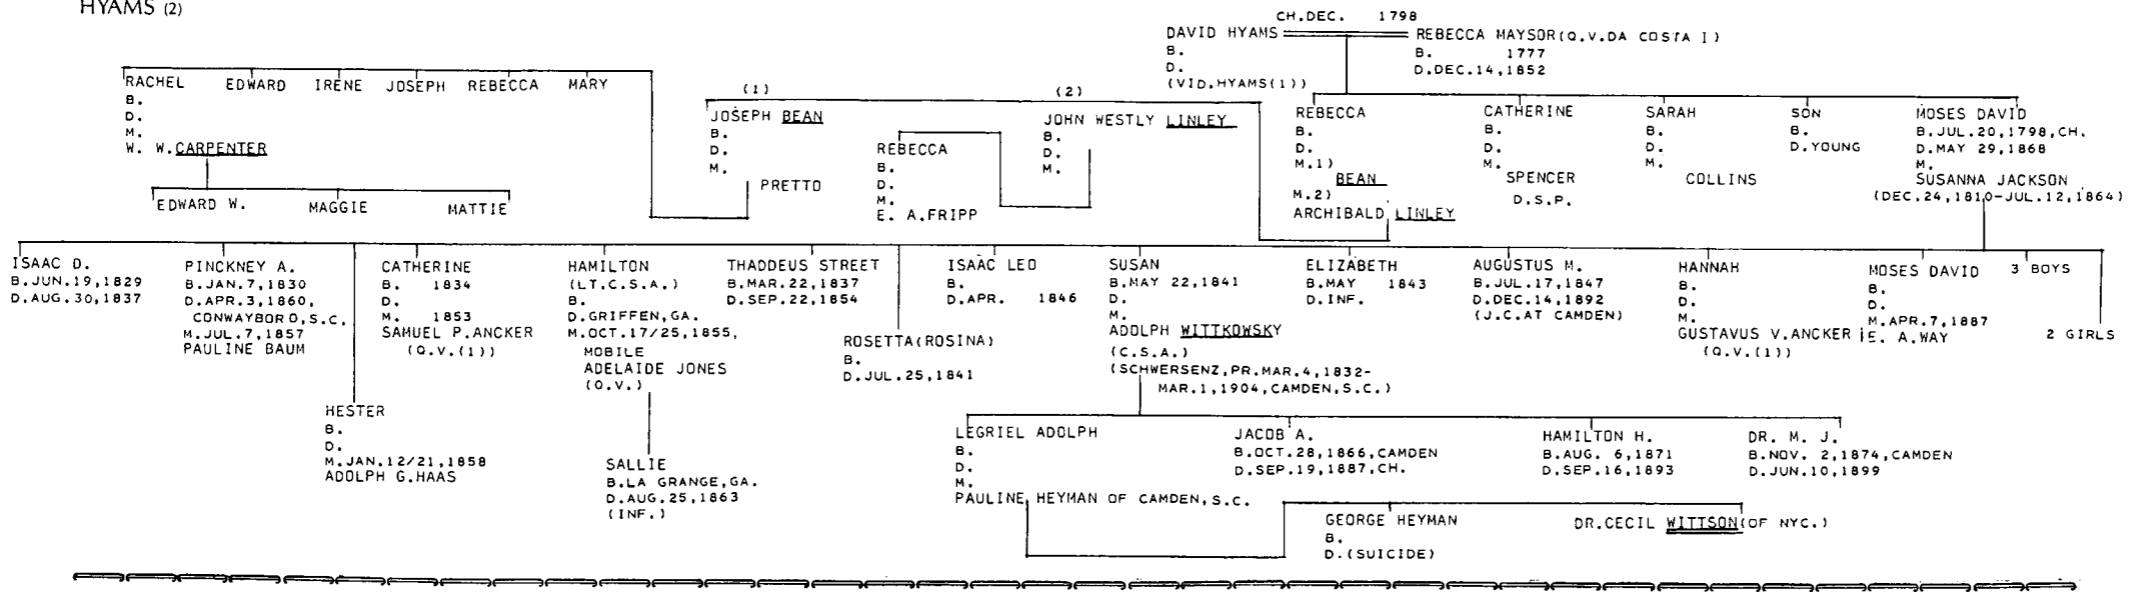 HYAMS (2)
CH.DEC. 1798
DAVID HYAMS
B.
D.
(VID.HYAMS(1))
REBECCA MAYSOR(Q.V.DA COSTA I)
B. 1777
D.DEC.14,1852
RACHEL
B.
D.
M.
W. W.CARPENTER
EDWARD
IRENE
JOSEPH
REBECCA
MARY
(1)
JOSEPH BEAN
B.
D.
M.
PRETTO
REBECCA
B.
D.
M.
E. A.FRIPP
(2)
JOHN WESTLY LINLEY
B.
D.
M.
REBECCA
B.
D.
M.1)
BEAN
M.2)
ARCHIBALD LINLEY
CATHERINE
B.
D.
M.
SPENCER
D.S.P.
SARAH
B.
D.
M.
COLLINS
SON
B.
D.YOUNG
MOSES DAVID
B.JUL.20,1798,CH.
D.MAY 29,1868
M.
SUSANNA JACKSON
(DEC.24,1810-JUL.12,1864)
EDWARD W.
MAGGIE
MATTIE
ISAAC D.
B.JUN.19,1829
D.AUG.30,1837
PINCKNEY A.
B.JAN.7,1830
D.APR.3,1860,
CONWAYBORO,S.C.
M.JUL.7,1857
PAULINE BAUM
HESTER
B.
D.
M.JAN.12/21,1858
ADOLPH G.HAAS
CATHERINE
B. 1834
D.
M. 1853
SAMUEL P.ANCKER
(Q.V.(1))
HAMILTON
(LT.C.S.A.)
B.
D.GRIFFEN,GA.
M.OCT.17/25,1855,
MOBILE
ADELAIDE JONES
(Q.V.)
SALLIE
B.LA GRANGE,GA.
D.AUG.25,1863
(INF.)
THADDEUS STREET
B.MAR.22,1837
D.SEP.22,1854
ROSETTA(ROSINA)
B.
D.JUL.25,1841
ISAAC LEO
B.
D.APR. 1846
SUSAN
B.MAY 22,1841
D.
M.
ADOLPH WITTKOWSKY
(C.S.A.)
(SCHWERSENZ,PR.MAR.4,1832-
MAR.1,1904,CAMDEN,S.C.)
ELIZABETH
B.MAY 1843
D.INF.
AUGUSTUS M.
B.JUL.17,1847
D.DEC.14,1892
(J.C.AT CAMDEN)
HANNAH
B.
D.
M.
GUSTAVUS V.ANCKER
(Q.V.(1))
MOSES DAVID
B.
D.
M.APR.7,1887
E. A.WAY
3 BOYS
2 GIRLS
LEGRIEL ADOLPH
B.
D.
M.
PAULINE HEYMAN OF CAMDEN,S.C.
JACOB A.
B.OCT.28,1866,CAMDEN
D.SEP.19,1887,CH.
HAMILTON H.
B.AUG. 6,1871
D.SEP.16,1893
DR. M. J.
B.NOV. 2,1874,CAMDEN
D.JUN.10,1899
GEORGE HEYMAN
B.
D.(SUICIDE)
DR.CECIL WITTSON(OF NYC.)